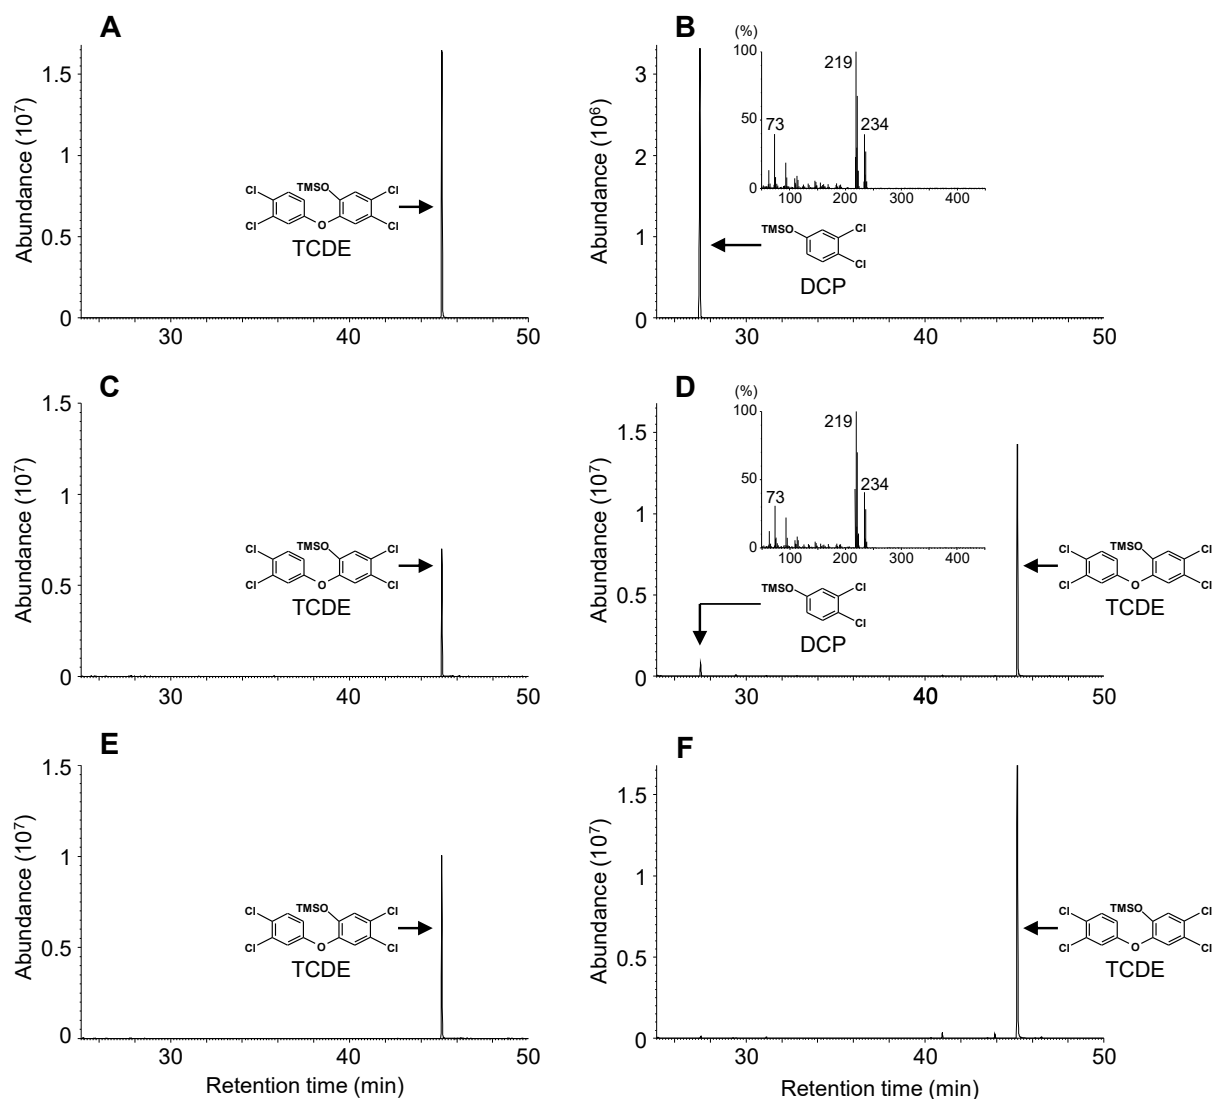 A
Abundance (10⁷)
1.5
1
0.5
0
30
40
50
TMSO
Cl
Cl
Cl
Cl
O
TCDE
B
Abundance (10⁶)
3
2
1
0
30
40
50
(%)
100
50
0
219
73
234
100
200
300
400
TMSO
Cl
Cl
DCP
C
Abundance (10⁷)
1.5
1
0.5
0
30
40
50
TMSO
Cl
Cl
Cl
Cl
O
TCDE
D
Abundance (10⁷)
1.5
1
0.5
0
30
40
50
(%)
100
50
0
219
73
234
100
200
300
400
TMSO
Cl
Cl
DCP
TMSO
Cl
Cl
Cl
Cl
O
TCDE
E
Abundance (10⁷)
1.5
1
0.5
0
30
40
50
Retention time (min)
TMSO
Cl
Cl
Cl
Cl
O
TCDE
F
Abundance (10⁷)
1.5
1
0.5
0
30
40
50
Retention time (min)
TMSO
Cl
Cl
Cl
Cl
O
TCDE